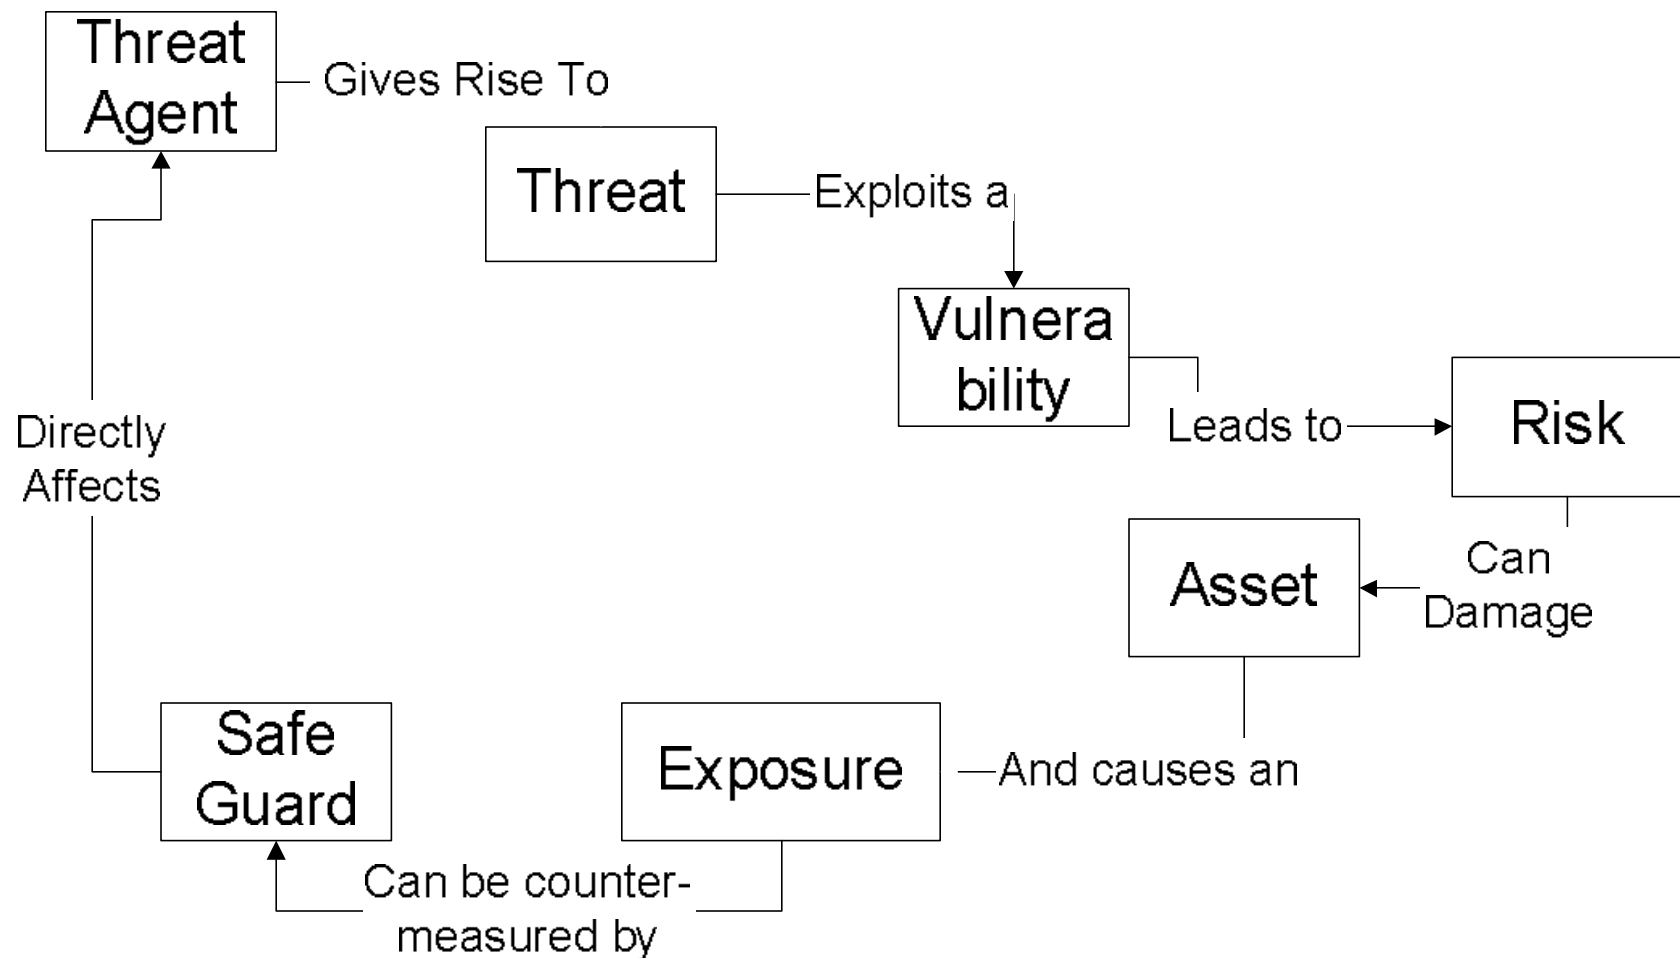 Threat
Agent
Gives Rise To
Threat
Exploits a
Vulnera
bility
Leads to
Risk
Can
Damage
Asset
And causes an
Exposure
Can be counter-
measured by
Safe
Guard
Directly
Affects